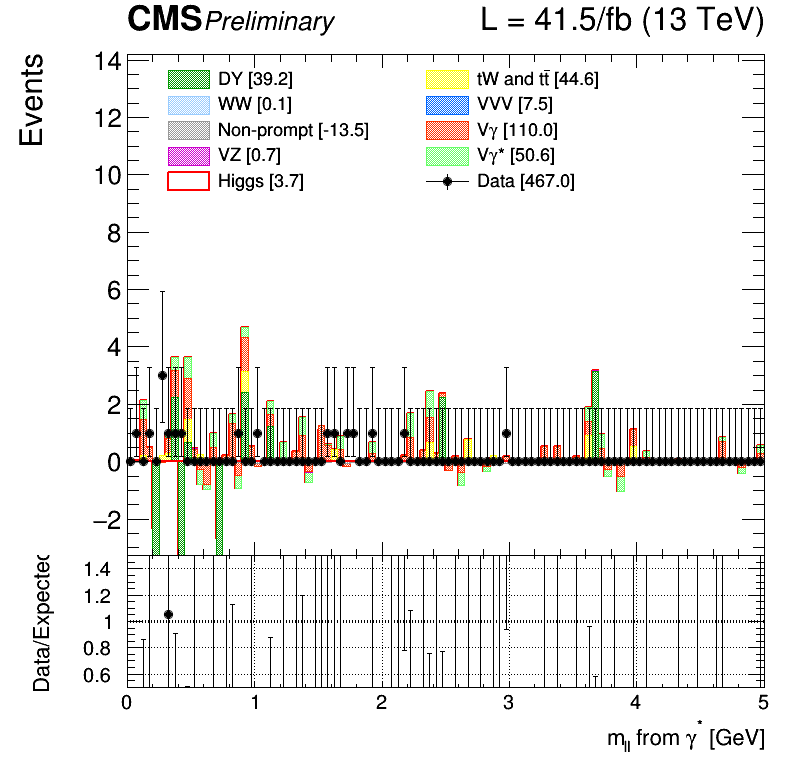 CMS Preliminary L = 41.5/fb (13 TeV)
Events
14
12
10
8
6
4
2
0
−2
DY [39.2]
WW [0.1]
Non-prompt [-13.5]
VZ [0.7]
Higgs [3.7]
tW and tt̄ [44.6]
VVV [7.5]
Vγ [110.0]
Vγ* [50.6]
Data [467.0]
Data/Expected
1.4
1.2
1
0.8
0.6
0 1 2 3 4 5
m_ll from γ* [GeV]